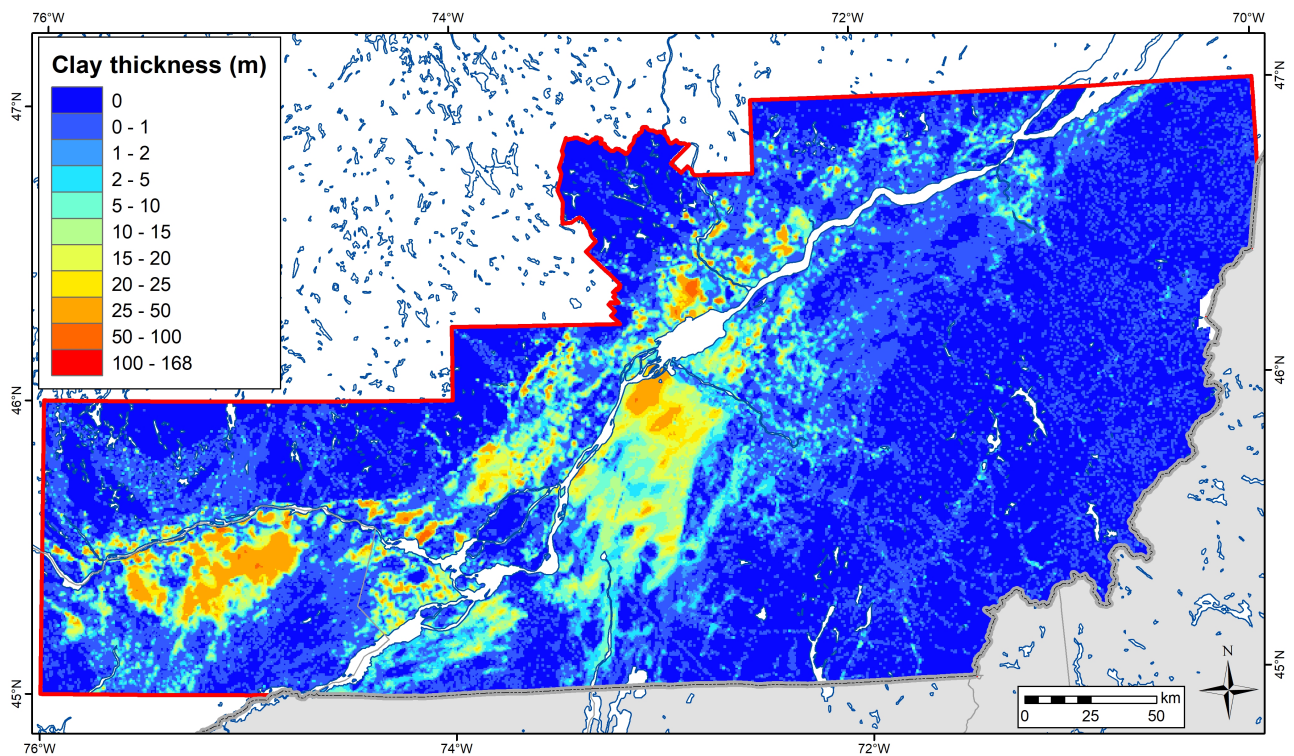 76°W 74°W 72°W 70°W
Clay thickness (m)
0
0 - 1
1 - 2
2 - 5
5 - 10
10 - 15
15 - 20
20 - 25
25 - 50
50 - 100
100 - 168
47°N 47°N
46°N 46°N
45°N 45°N
N
km
0 25 50
76°W 74°W 72°W